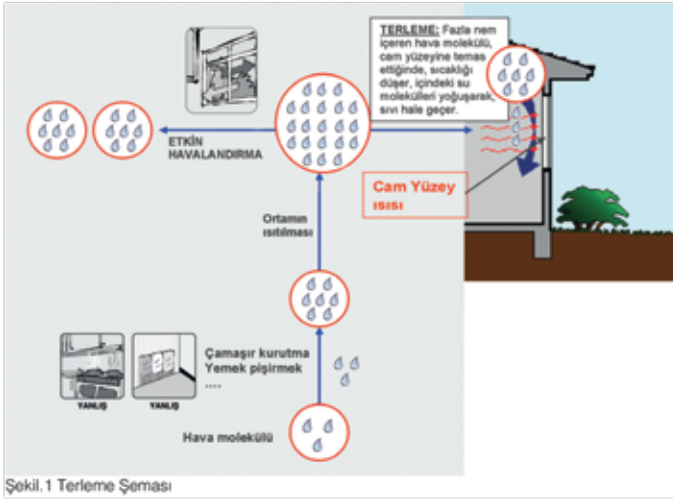 TERLEME: Fazla nem
içeren hava molekülü,
cam yüzeyine temas
ettiğinde, sıcaklığı
düşer, içindeki su
molekülleri yoğuşarak,
sıvı hale geçer.
ETKİN
HAVALANDIRMA
Cam Yüzey
ısısı
Ortamın
ısıtılması
Çamaşır kurutma
Yemek pişirmek
....
YANLIŞ
YANLIŞ
Hava molekülü
Şekil.1 Terleme Şeması